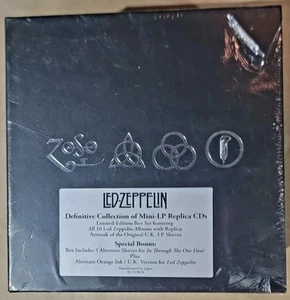 ZoSo
LED-ZEPPELIN
Definitive Collection of Mini-LP Replica CDs
Limited-Edition Box Set featuring
All 10 Led Zeppelin Albums with Replica
Artwork of the Original U.K. LP Sleeves
Special Bonus:
Box Includes 5 Alternate Sleeves for In Through The Out Door
Plus
Alternate Orange Ink / U.K. Version for Led Zeppelin
Manufactured in Japan